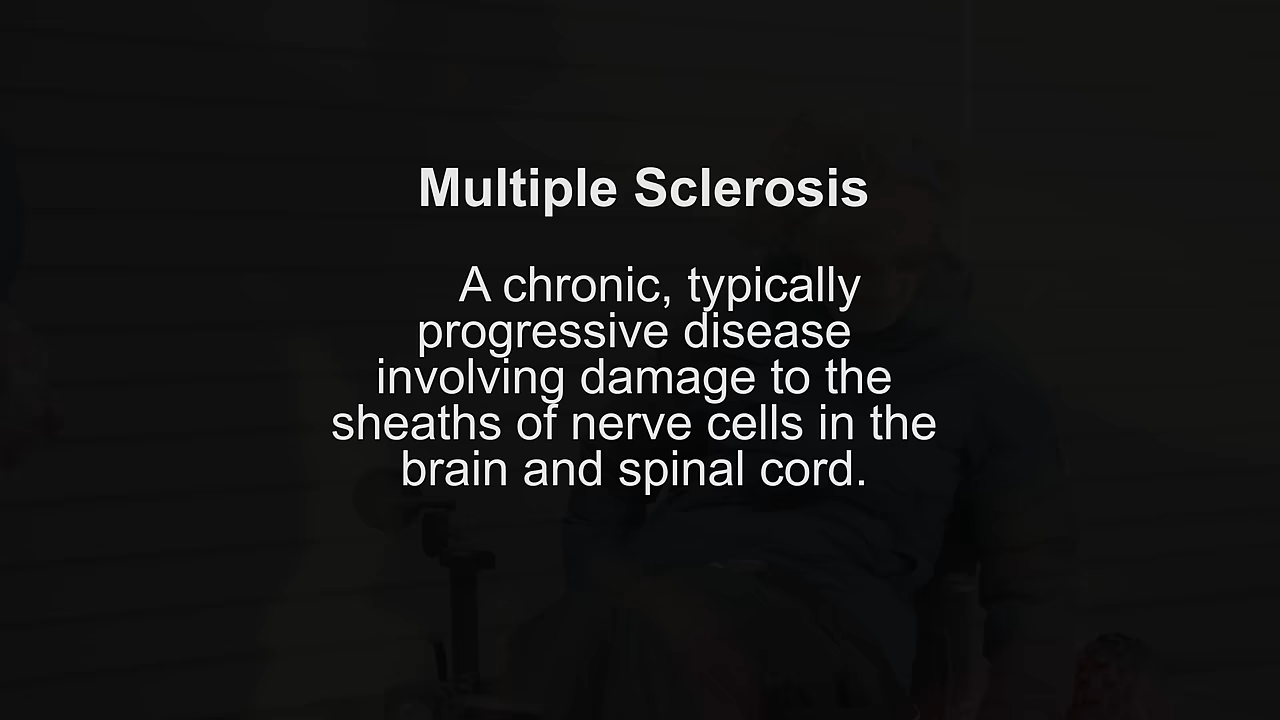 Multiple Sclerosis
A chronic, typically
progressive disease
involving damage to the
sheaths of nerve cells in the
brain and spinal cord.